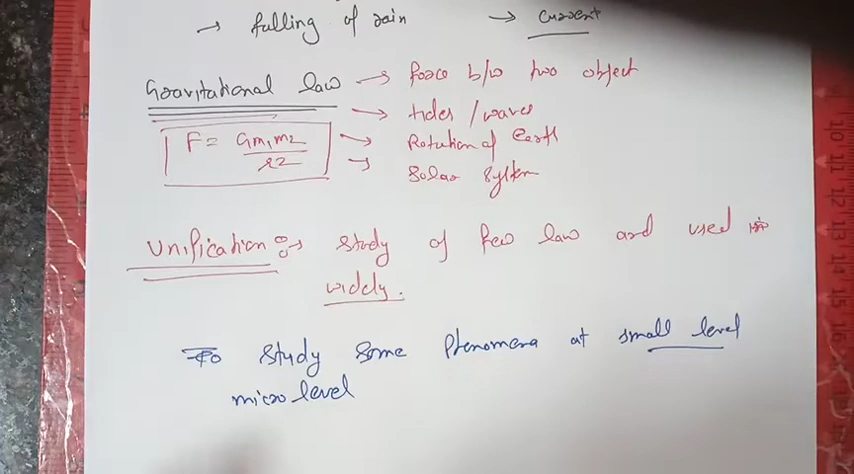 → falling of rain → Current
Gravitational law → force b/w two object
→ tides / waves
F = Gm₁m₂/r2 → Rotation of Earth
→ Solar System
Unification :→ study of few law and used in
widely.
To study some phenomena at small level
micro level